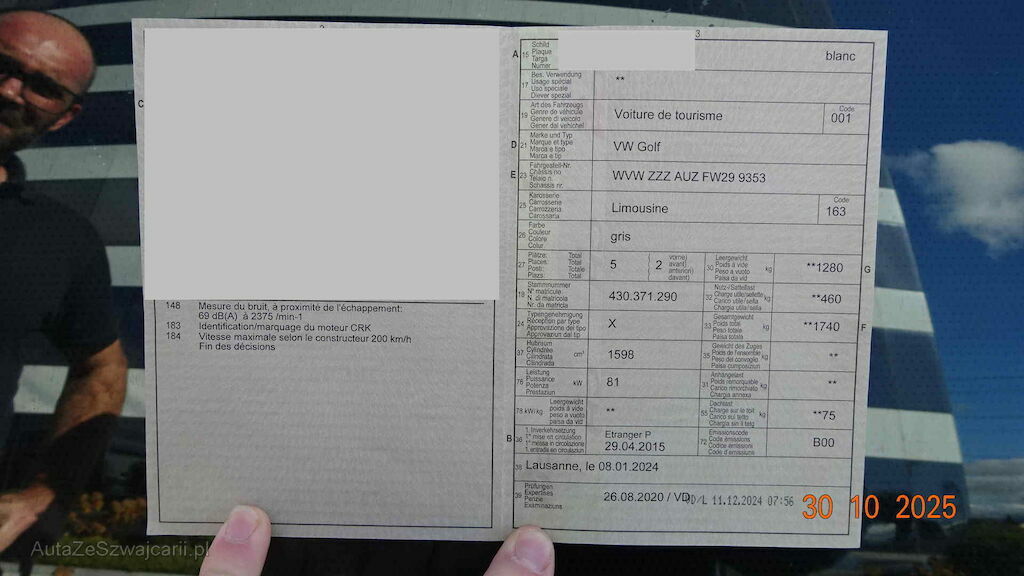 3
C
148 Mesure du bruit, à proximité de l'échappement:
69 dB(A) à 2375 /min-1
183 Identification/marquage du moteur CRK
184 Vitesse maximale selon le constructeur 200 km/h
Fin des décisions
A 15 Schild
Plaque
Targa
Numer
blanc
17 Bes. Verwendung
Usage spécial
Uso speciale
Diever spezial
**
19 Art des Fahrzeugs
Genre de véhicule
Genere di veicolo
Gener dal vehichel
Voiture de tourisme
Code
001
D 21 Marke und Typ
Marque et type
Marca e tipo
Marca e tip
VW Golf
E 23 Fahrgestell-Nr.
Châssis no
Telaio n.
Schassis nr.
WVW ZZZ AUZ FW29 9353
25 Karosserie
Carrosserie
Carrozzeria
Carossaria
Limousine
Code
163
26 Farbe
Couleur
Colore
Colur
gris
27 Plätze: Total
Places: Total
Posti: Totale
Plazs: Total
5
2
vorne)
avant)
anteriori)
davant)
30 Leergewicht
Poids à vide
Peso a vuoto
Paisa da vid
kg
**1280
G
18 Stammnummer
N° matricule
N. di matricola
Nr. da matricla
430.371.290
32 Nutz-/Sattellast
Charge utile/sellette
Carico utile/sella
Chargia utila/sella
kg
**460
24 Typengenehmigung
Réception par type
Approvazione del tipo
Approvaziun dal tip
X
33 Gesamtgewicht
Poids total
Peso totale
Paisa totala
kg
**1740
F
37 Hubraum
Cylindrée
Cilindrata
Cilindrada
cm³
1598
35 Gewicht des Zuges
Poids de l'ensemble
Peso del convoglio
Paisa cumposiziun
kg
**
76 Leistung
Puissance
Potenza
Prestaziun
kW
81
31 Anhängelast
Poids remorquable
Carico rimorchiato
Chargia annexa
kg
**
78 kW/kg
Leergewicht
poids à vide
peso a vuoto
paisa da vid
**
55 Dachlast
Charge sur le toit
Carico sul tetto
Chargia sin il tetg
kg
**75
B 36 1. Inverkehrsetzung
1re mise en circulation
1a messa in circolazione
1. entrada en circulaziun
Etranger P
29.04.2015
72 Emissionscode
Code émissions
Codice emissioni
Code d'emissiuns
B00
38 Lausanne, le 08.01.2024
39 Prüfungen
Expertises
Perizie
Examinaziuns
26.08.2020 / VD
VD/L 11.12.2024 07:56
30 10 2025
AutaZeSzwajcarii.pl